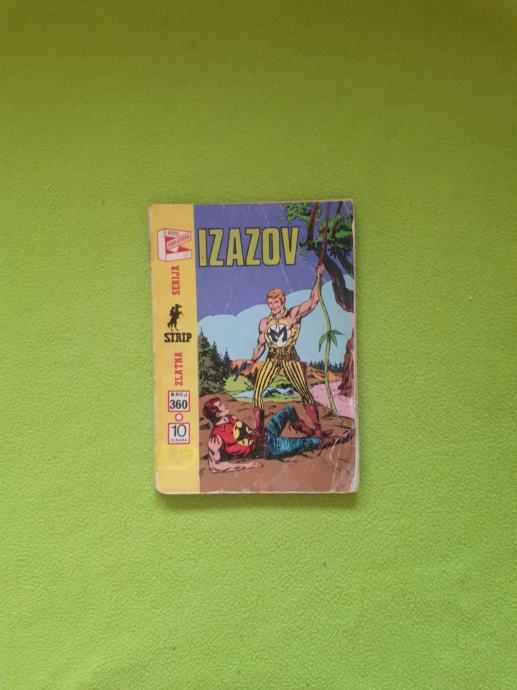 IZAZOV
ZLATNA SERIJA
STRIP
BROJ
360
10
DINARA
M